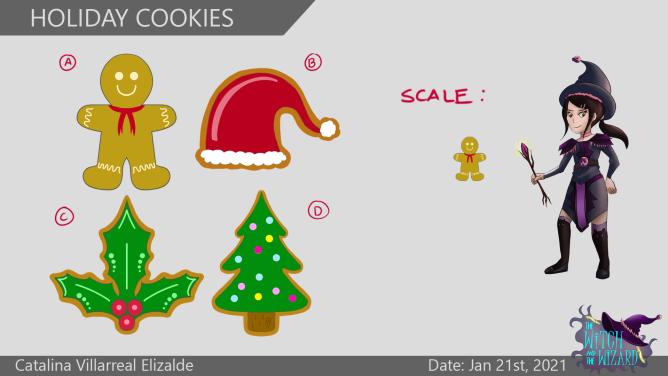 HOLIDAY COOKIES
A
B
SCALE :
C
D
THE
WITCH
AND THE
WIZARD
Catalina Villarreal Elizalde
Date: Jan 21st, 2021